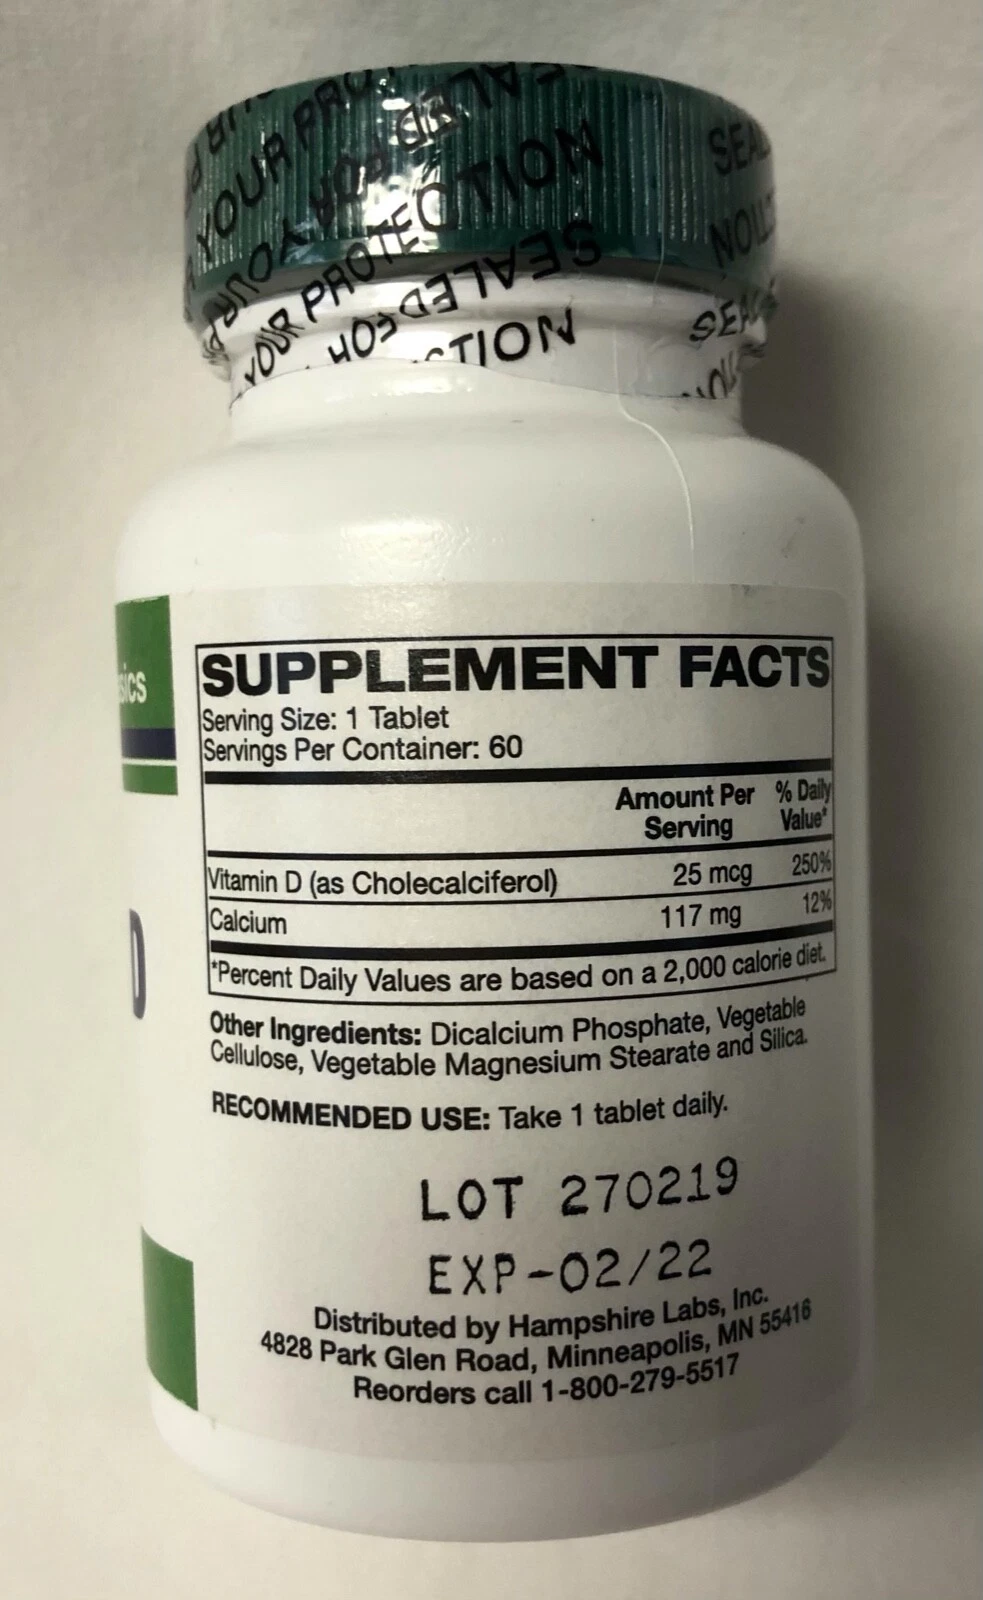 YOUR PROTECTION
SEALED FOR
YOUR PROTECTION
SEALED FOR
SUPPLEMENT FACTS
Serving Size: 1 Tablet
Servings Per Container: 60
Amount Per Serving % Daily Value*
Vitamin D (as Cholecalciferol) 25 mcg 250%
Calcium 117 mg 12%
*Percent Daily Values are based on a 2,000 calorie diet.
Other Ingredients: Dicalcium Phosphate, Vegetable
Cellulose, Vegetable Magnesium Stearate and Silica.
RECOMMENDED USE: Take 1 tablet daily.
LOT 270219
EXP-02/22
Distributed by Hampshire Labs, Inc.
4828 Park Glen Road, Minneapolis, MN 55416
Reorders call 1-800-279-5517
D